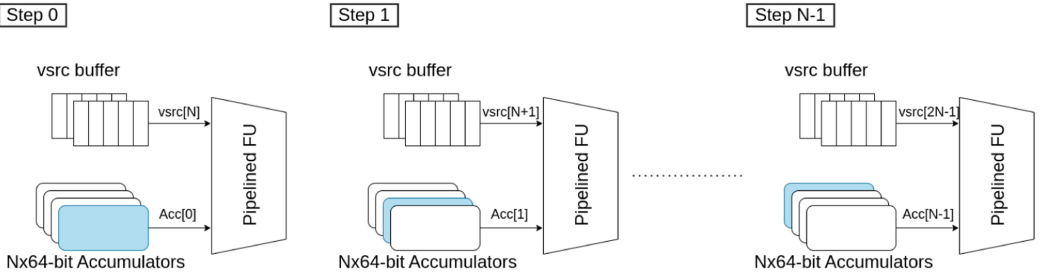 Step 0
vsrc buffer
vsrc[N]
Pipelined FU
Acc[0]
Nx64-bit Accumulators
Step 1
vsrc buffer
vsrc[N+1]
Pipelined FU
Acc[1]
Nx64-bit Accumulators
Step N-1
vsrc buffer
vsrc[2N-1]
Pipelined FU
Acc[N-1]
Nx64-bit Accumulators